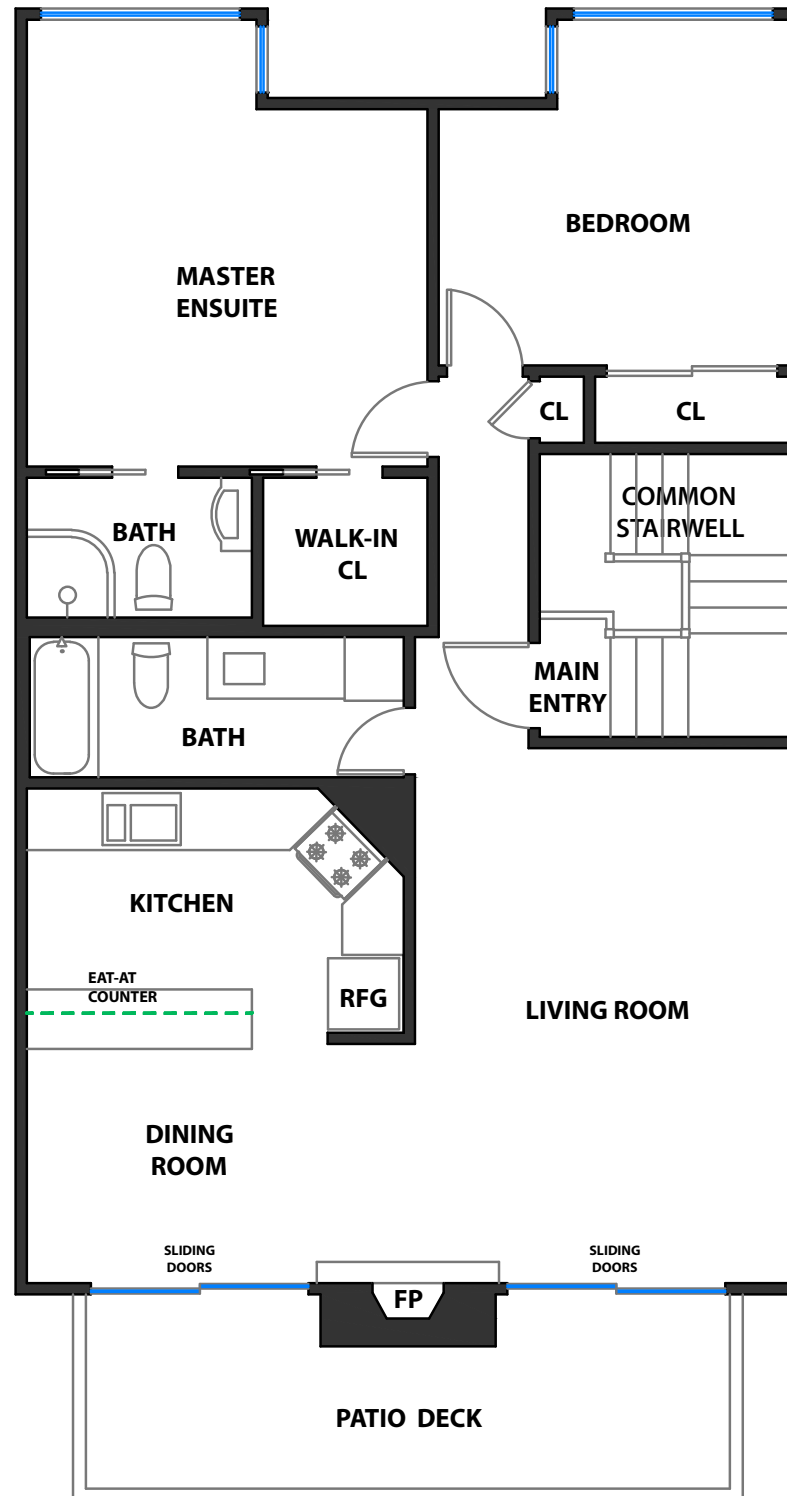 BEDROOM
MASTER
ENSUITE
CL
CL
COMMON
STAIRWELL
BATH
WALK-IN
CL
MAIN
ENTRY
BATH
KITCHEN
EAT-AT
COUNTER
RFG
LIVING ROOM
DINING
ROOM
SLIDING
DOORS
SLIDING
DOORS
FP
PATIO DECK